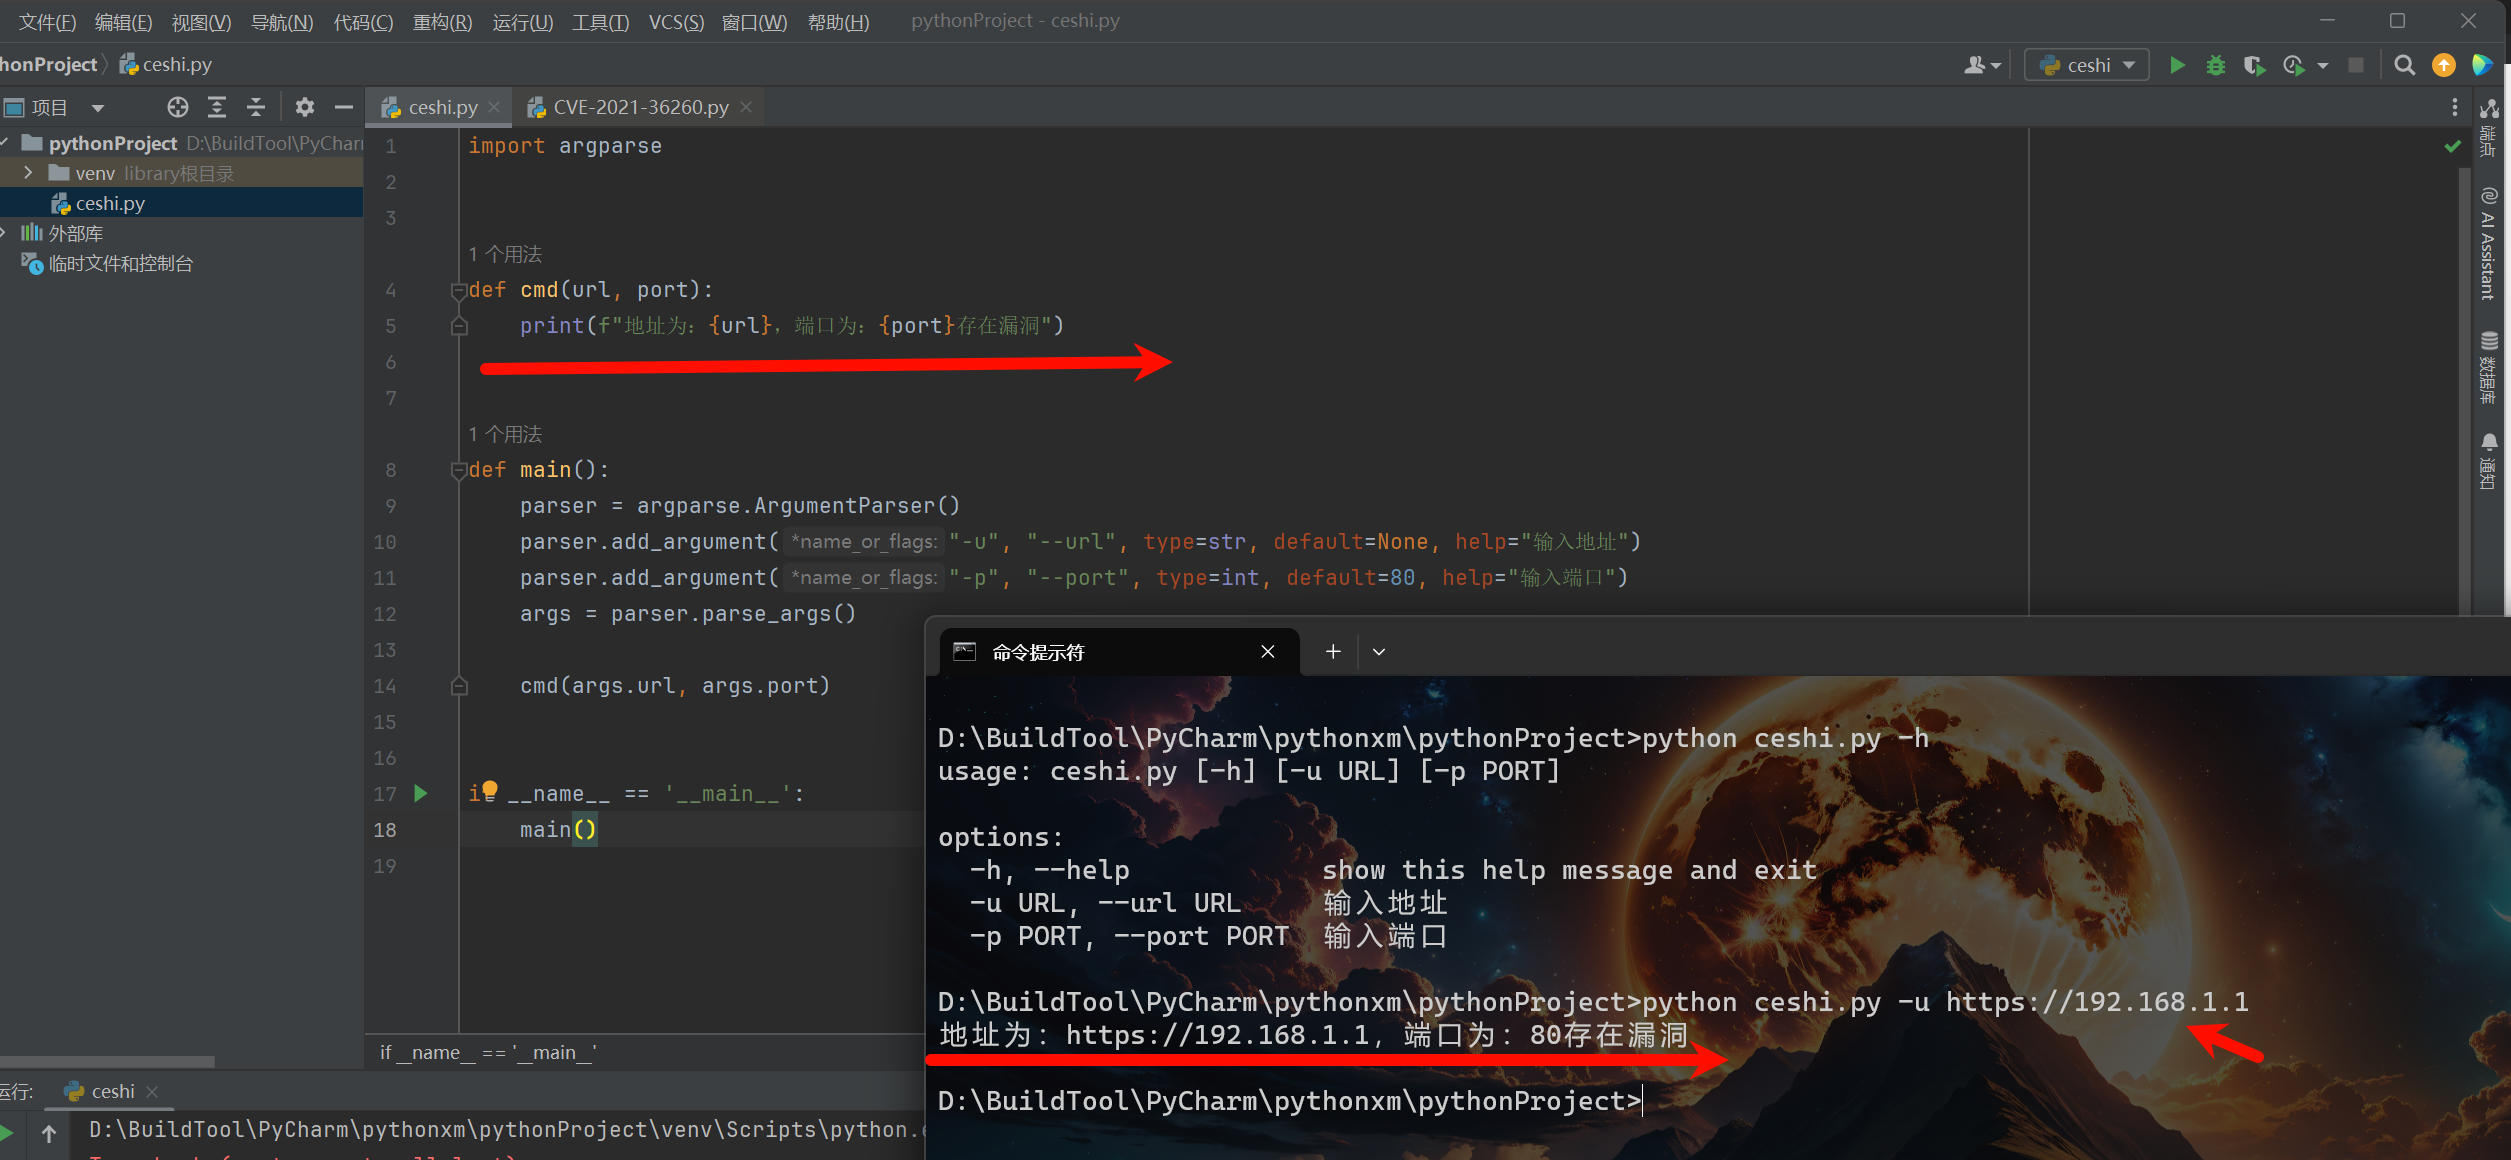 文件(F) 编辑(E) 视图(V) 导航(N) 代码(C) 重构(R) 运行(U) 工具(T) VCS(S) 窗口(W) 帮助(H) pythonProject - ceshi.py
honProject ceshi.py ceshi
项目 ceshi.py CVE-2021-36260.py
pythonProject D:\BuildTool\PyChar
venv library根目录
ceshi.py
外部库
临时文件和控制台
1 import argparse
2
3
1 个用法
4 def cmd(url, port):
5 print(f"地址为：{url}，端口为：{port}存在漏洞")
6
7
1 个用法
8 def main():
9 parser = argparse.ArgumentParser()
10 parser.add_argument( *name_or_flags: "-u", "--url", type=str, default=None, help="输入地址")
11 parser.add_argument( *name_or_flags: "-p", "--port", type=int, default=80, help="输入端口")
12 args = parser.parse_args()
13
14 cmd(args.url, args.port)
15
16
17 i __name__ == '__main__':
18 main()
19
if __name__ == '__main__'
端点
AI Assistant
数据库
通知
命令提示符
D:\BuildTool\PyCharm\pythonxm\pythonProject>python ceshi.py -h
usage: ceshi.py [-h] [-u URL] [-p PORT]
options:
-h, --help show this help message and exit
-u URL, --url URL 输入地址
-p PORT, --port PORT 输入端口
D:\BuildTool\PyCharm\pythonxm\pythonProject>python ceshi.py -u https://192.168.1.1
地址为：https://192.168.1.1，端口为：80存在漏洞
D:\BuildTool\PyCharm\pythonxm\pythonProject>
运行: ceshi
D:\BuildTool\PyCharm\pythonxm\pythonProject\venv\Scripts\python.